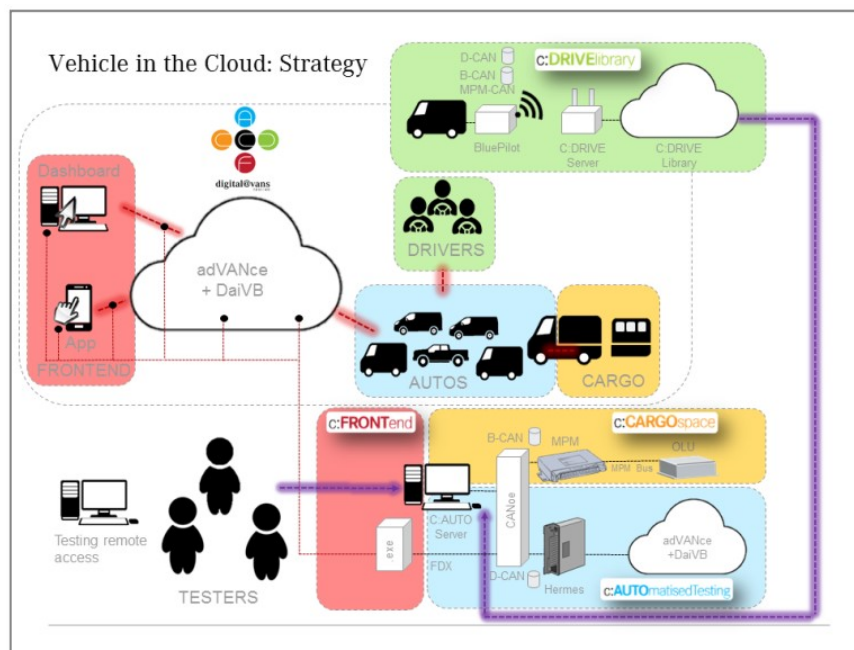 Vehicle in the Cloud: Strategy
D-CAN
B-CAN
MPM-CAN
c:DRIVElibrary
BluePilot
C:DRIVE
Server
C:DRIVE
Library
digital@vans
Dashboard
App
FRONTEND
adVANce
+ DaiVB
DRIVERS
AUTOS
CARGO
c:FRONTend
c:CARGOspace
B-CAN
MPM
OLU
MPM Bus
CANoe
C:AUTO
Server
.exe
FDX
D-CAN
Hermes
adVANce
+DaiVB
c:AUTOmatisedTesting
Testing remote
access
TESTERS